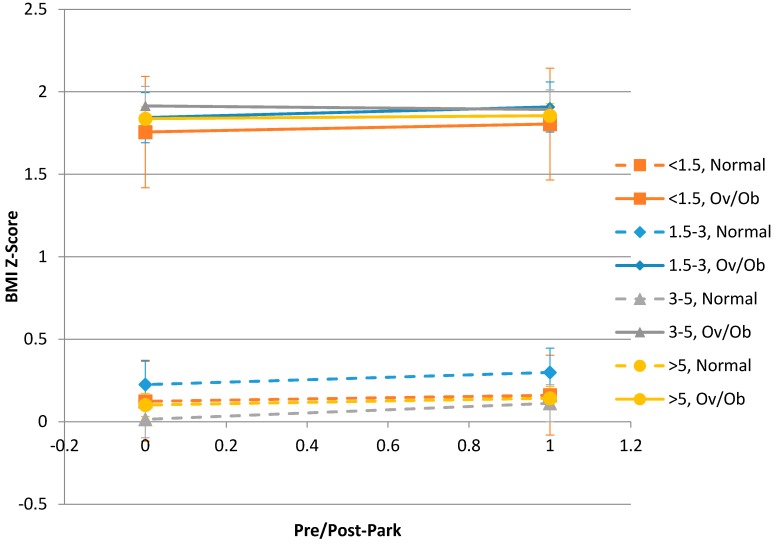 2.5
2
1.5
1
0.5
0
-0.5
-0.2
0
0.2
0.4
0.6
0.8
1
1.2
BMI Z-Score
Pre/Post-Park
<1.5, Normal
<1.5, Ov/Ob
1.5-3, Normal
1.5-3, Ov/Ob
3-5, Normal
3-5, Ov/Ob
>5, Normal
>5, Ov/Ob